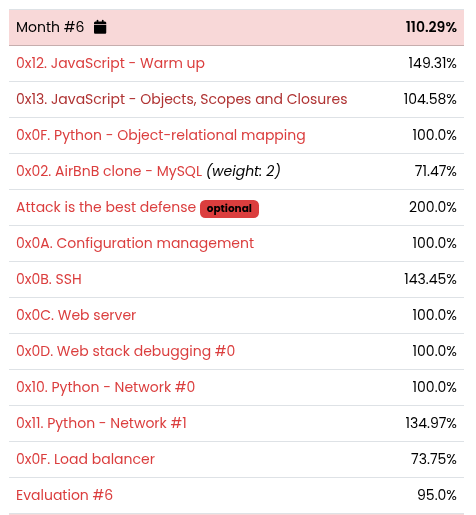 Month #6 110.29%
0x12. JavaScript - Warm up 149.31%
0x13. JavaScript - Objects, Scopes and Closures 104.58%
0x0F. Python - Object-relational mapping 100.0%
0x02. AirBnB clone - MySQL (weight: 2) 71.47%
Attack is the best defense optional 200.0%
0x0A. Configuration management 100.0%
0x0B. SSH 143.45%
0x0C. Web server 100.0%
0x0D. Web stack debugging #0 100.0%
0x10. Python - Network #0 100.0%
0x11. Python - Network #1 134.97%
0x0F. Load balancer 73.75%
Evaluation #6 95.0%